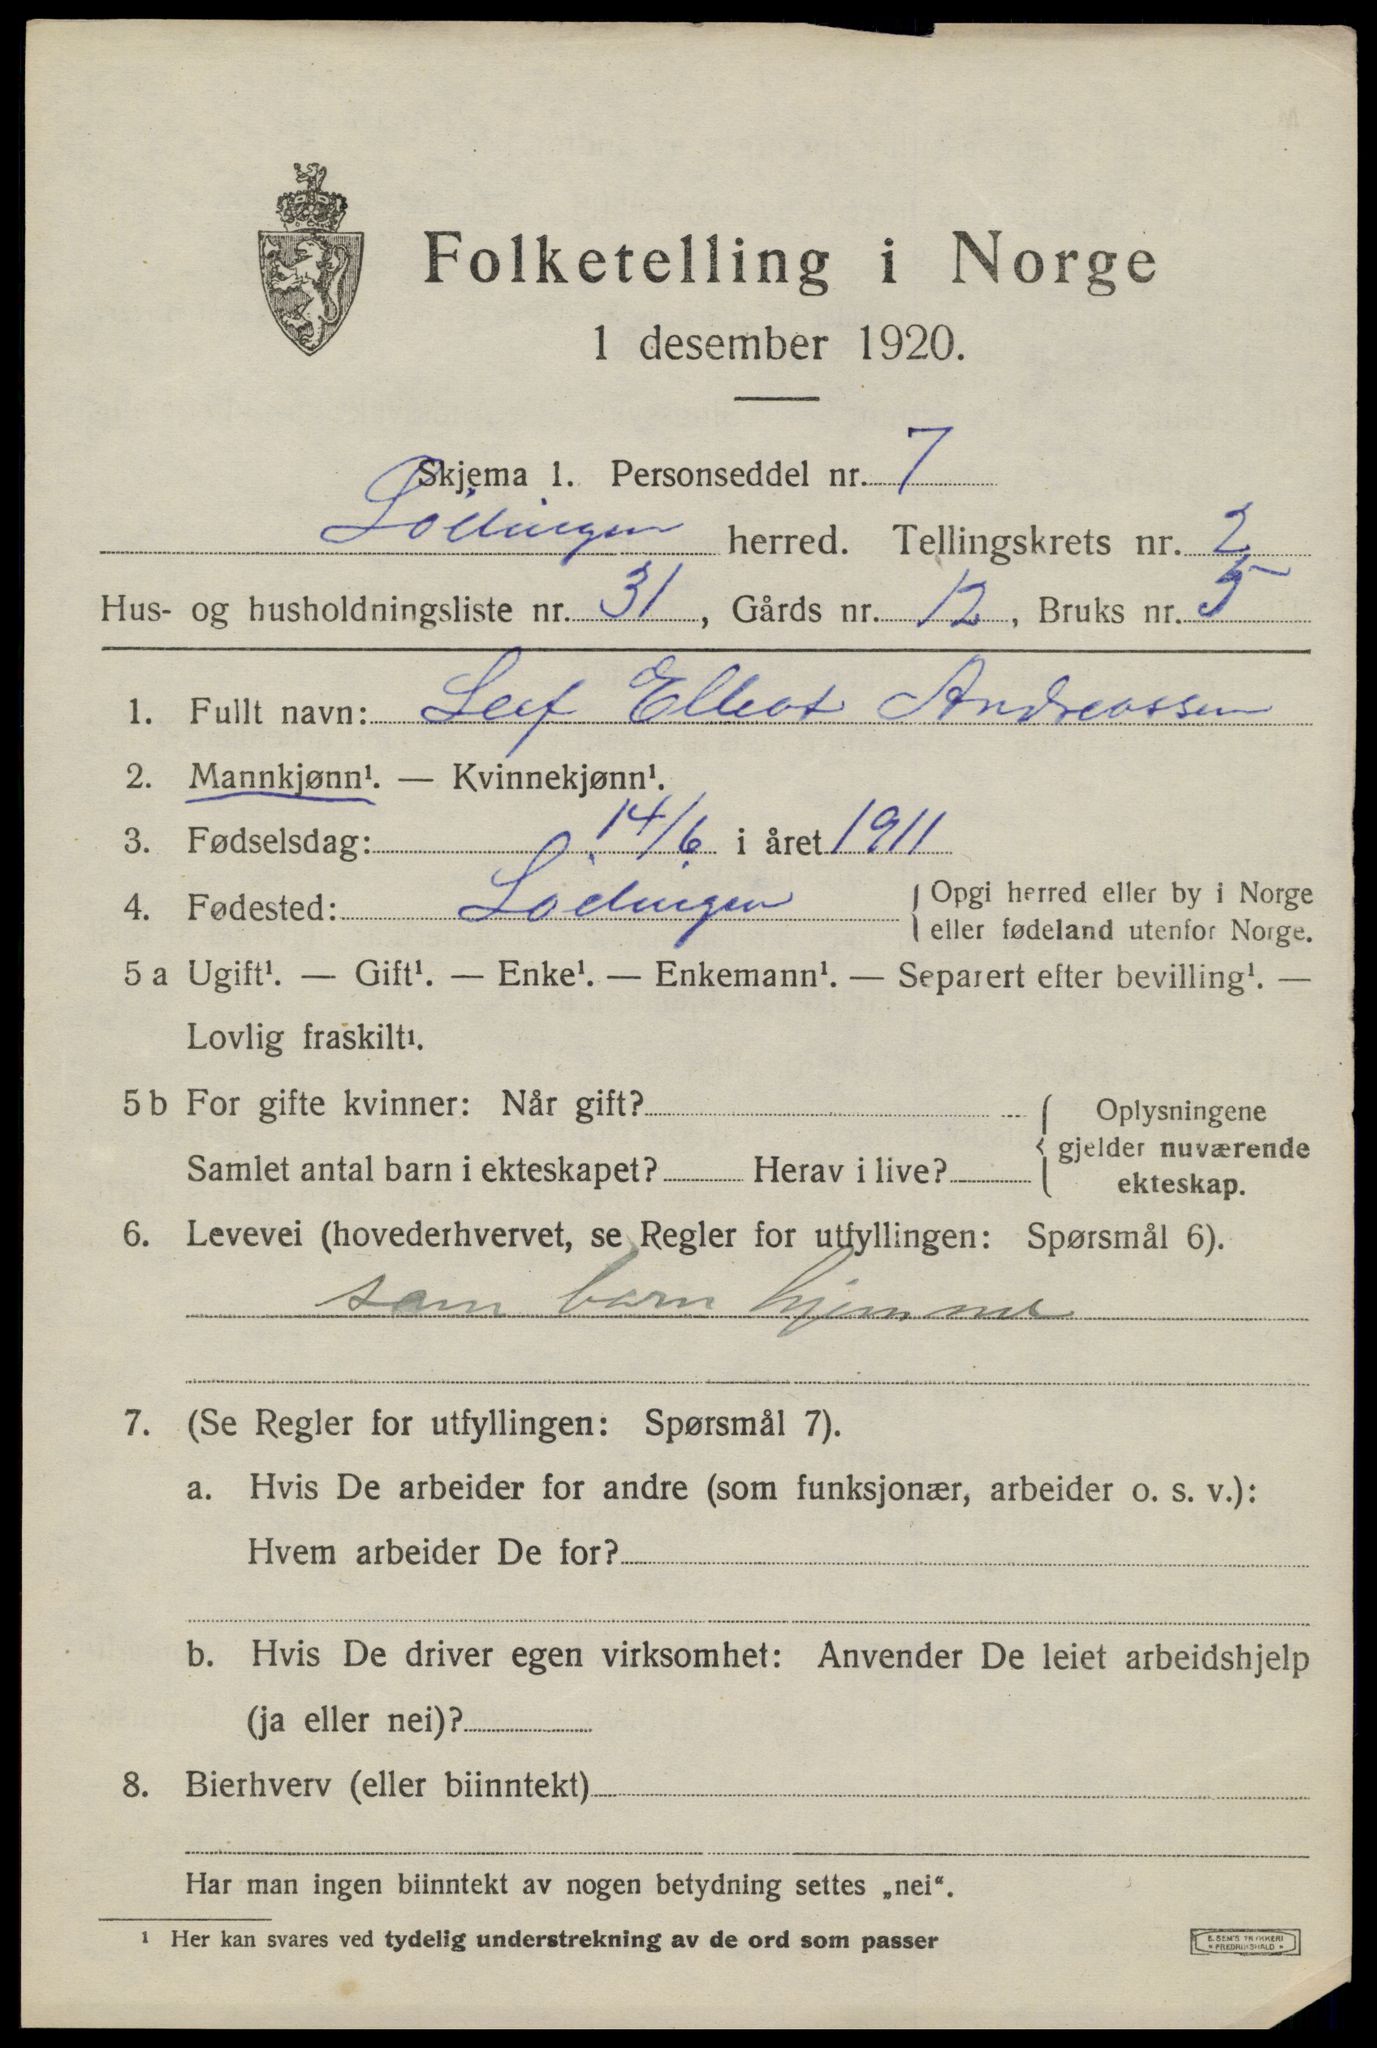 Folketelling i Norge
1 desember 1920.
Skjema 1. Personseddel nr. 7
Lödingen herred. Tellingskrets nr. 2
Hus- og husholdningsliste nr. 31, Gårds nr. 12, Bruks nr. 5
1. Fullt navn: Leif Elliot Andreassen
2. Mannkjønn¹. — Kvinnekjønn¹.
3. Fødselsdag: 14/6 i året 1911
4. Fødested: Lödingen { Opgi herred eller by i Norge
eller fødeland utenfor Norge.
5 a Ugift¹. — Gift¹. — Enke¹. — Enkemann¹. — Separert efter bevilling¹. —
Lovlig fraskilt¹.
5 b For gifte kvinner: Når gift? { Oplysningene
gjelder nuværende
Samlet antal barn i ekteskapet? Herav i live? ekteskap.
6. Levevei (hovederhvervet, se Regler for utfyllingen: Spørsmål 6).
som barn hjemme
7. (Se Regler for utfyllingen: Spørsmål 7).
a. Hvis De arbeider for andre (som funksjonær, arbeider o. s. v.):
Hvem arbeider De for?
b. Hvis De driver egen virksomhet: Anvender De leiet arbeidshjelp
(ja eller nei)?
8. Bierhverv (eller biinntekt)
Har man ingen biinntekt av nogen betydning settes „nei“.
¹ Her kan svares ved tydelig understrekning av de ord som passer
E. SEM'S TRYKKERI
FREDRIKSHALD